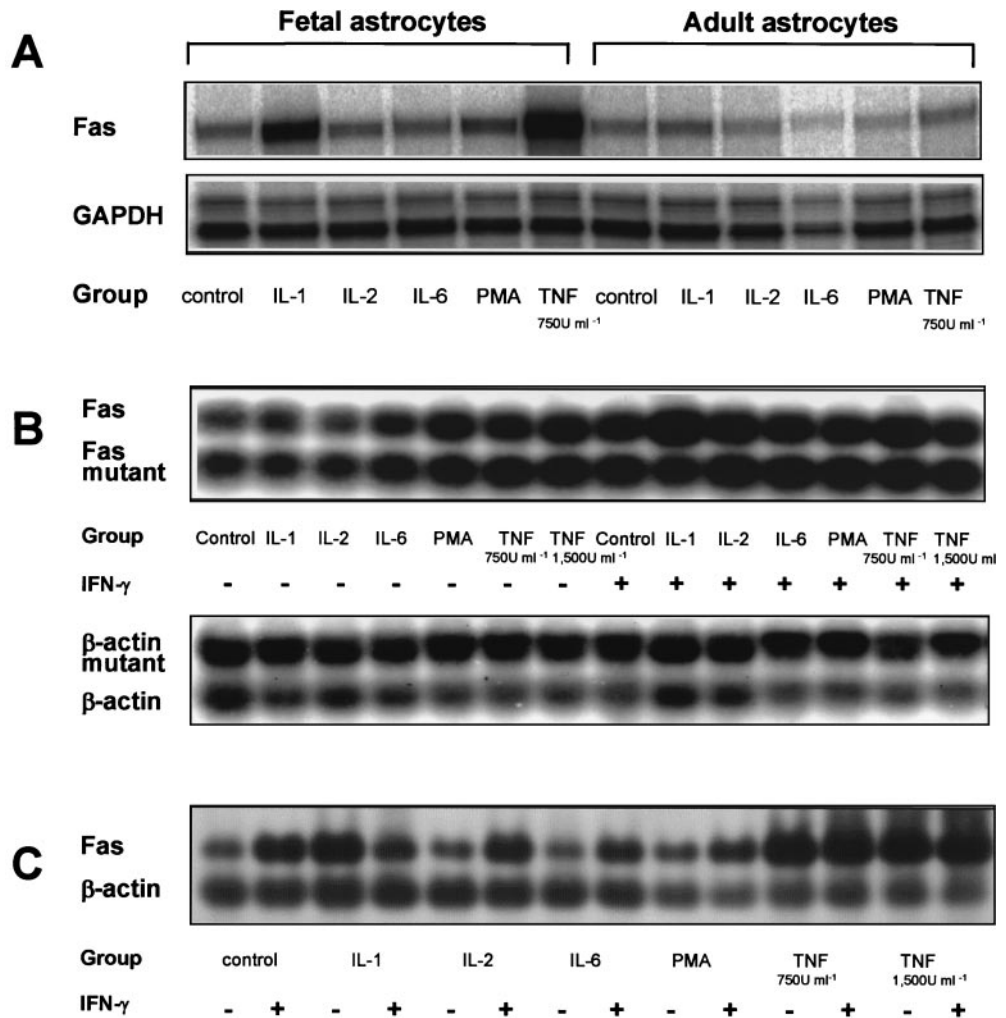 Fetal astrocytes Adult astrocytes
A
Fas
GAPDH
Group control IL-1 IL-2 IL-6 PMA TNF control IL-1 IL-2 IL-6 PMA TNF
750U ml -1 750U ml -1
B
Fas
Fas
mutant
Group Control IL-1 IL-2 IL-6 PMA TNF TNF Control IL-1 IL-2 IL-6 PMA TNF TNF
750U ml -1 1,500U ml -1 750U ml -1 1,500U ml
IFN-γ - - - - - - - + + + + + + +
β-actin
mutant
β-actin
C
Fas
β-actin
Group control IL-1 IL-2 IL-6 PMA TNF TNF
750U ml -1 1,500U ml -1
IFN-γ - + - + - + - + - + - + - +